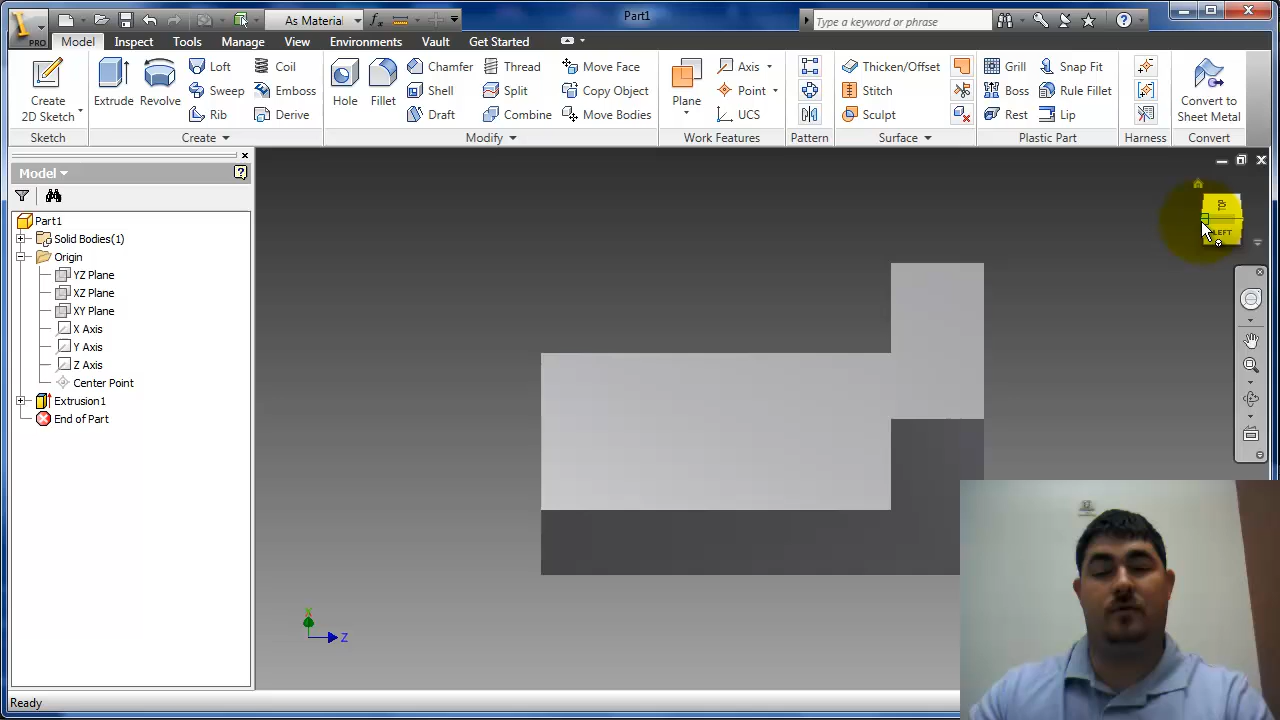 As Material
Part1
Type a keyword or phrase
PRO
Model Inspect Tools Manage View Environments Vault Get Started
Create 2D Sketch
Extrude
Revolve
Loft
Sweep
Rib
Coil
Emboss
Derive
Hole
Fillet
Chamfer
Shell
Draft
Thread
Split
Combine
Move Face
Copy Object
Move Bodies
Plane
Axis
Point
UCS
Thicken/Offset
Stitch
Sculpt
Grill
Boss
Rest
Snap Fit
Rule Fillet
Lip
Convert to
Sheet Metal
Sketch
Create
Modify
Work Features
Pattern
Surface
Plastic Part
Harness
Convert
Model
Part1
Solid Bodies(1)
Origin
YZ Plane
XZ Plane
XY Plane
X Axis
Y Axis
Z Axis
Center Point
Extrusion1
End of Part
TOP
LEFT
Z
Ready